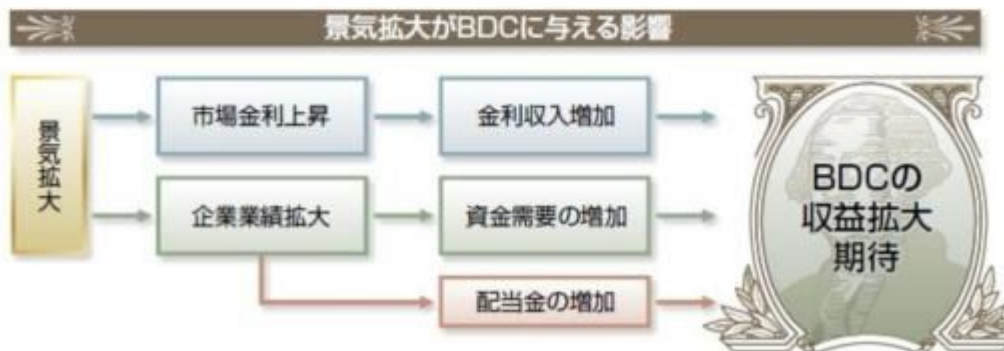 景気拡大がBDCに与える影響
景気拡大
市場金利上昇
金利収入増加
企業業績拡大
資金需要の増加
配当金の増加
BDCの
収益拡大
期待